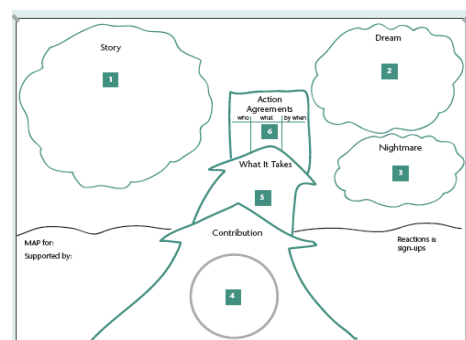 Story
1
Dream
2
Action
Agreements
who what by when
6
Nightmare
3
What It Takes
5
Contribution
MAP for:
Supported by:
Reactions &
sign-ups
4